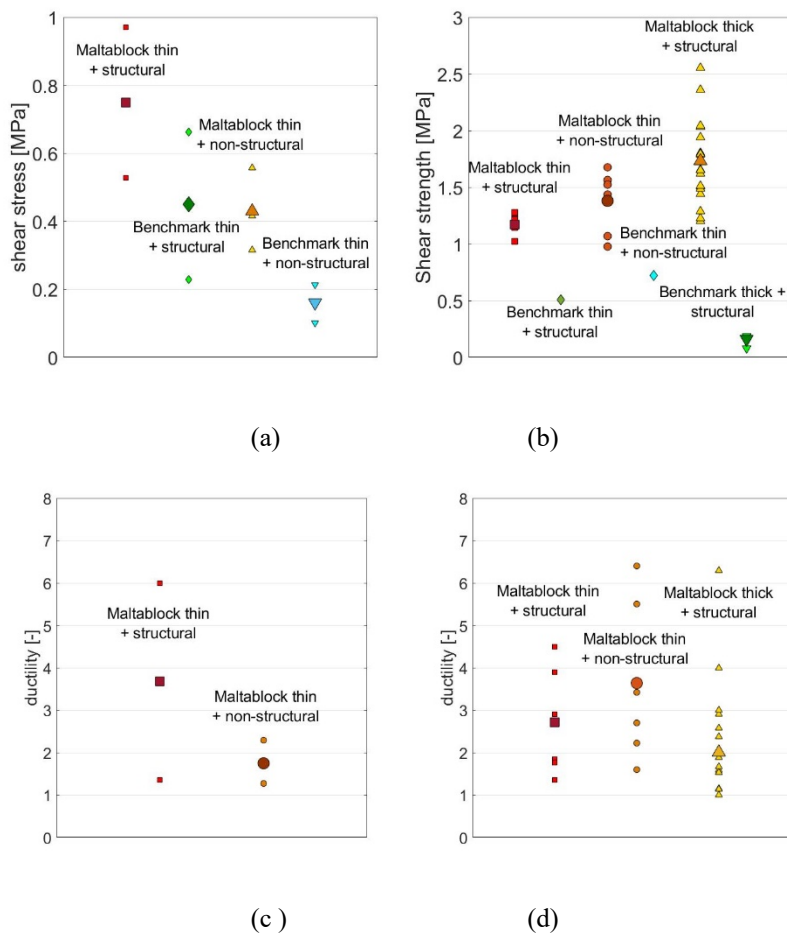 shear stress [MPa]
1
0.8
0.6
0.4
0.2
0
Maltablock thin
+ structural
Maltablock thin
+ non-structural
Benchmark thin
+ structural
Benchmark thin
+ non-structural
(a)
Shear strength [MPa]
3
2.5
2
1.5
1
0.5
0
Maltablock thick
+ structural
Maltablock thin
+ non-structural
Maltablock thin
+ structural
Benchmark thin
+ non-structural
Benchmark thick +
structural
Benchmark thin
+ structural
(b)
ductility [-]
8
7
6
5
4
3
2
1
0
Maltablock thin
+ structural
Maltablock thin
+ non-structural
(c )
ductility [-]
8
7
6
5
4
3
2
1
0
Maltablock thin
+ structural
Maltablock thick
+ structural
Maltablock thin
+ non-structural
(d)